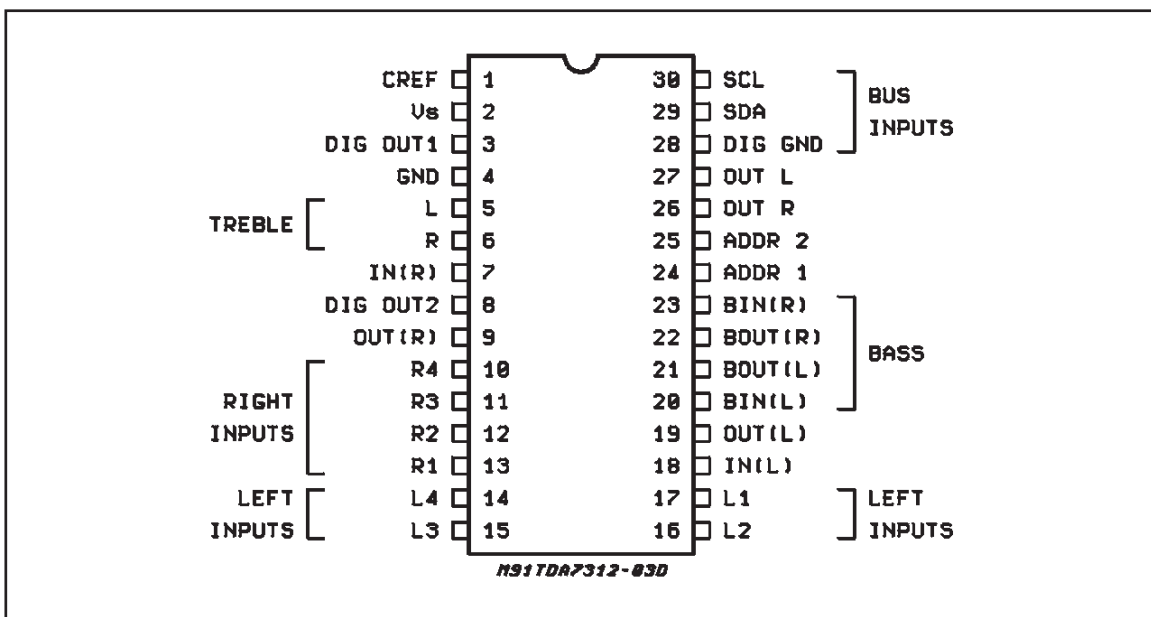 CREF 1 30 SCL
Vs 2 29 SDA
BUS INPUTS
DIG OUT1 3 28 DIG GND
GND 4 27 OUT L
TREBLE
L 5 26 OUT R
R 6 25 ADDR 2
IN(R) 7 24 ADDR 1
DIG OUT2 8 23 BIN(R)
OUT(R) 9 22 BOUT(R)
BASS
R4 10 21 BOUT(L)
RIGHT INPUTS
R3 11 20 BIN(L)
R2 12 19 OUT(L)
R1 13 18 IN(L)
LEFT INPUTS
L4 14 17 L1
LEFT INPUTS
L3 15 16 L2
M91TDA7312-03D